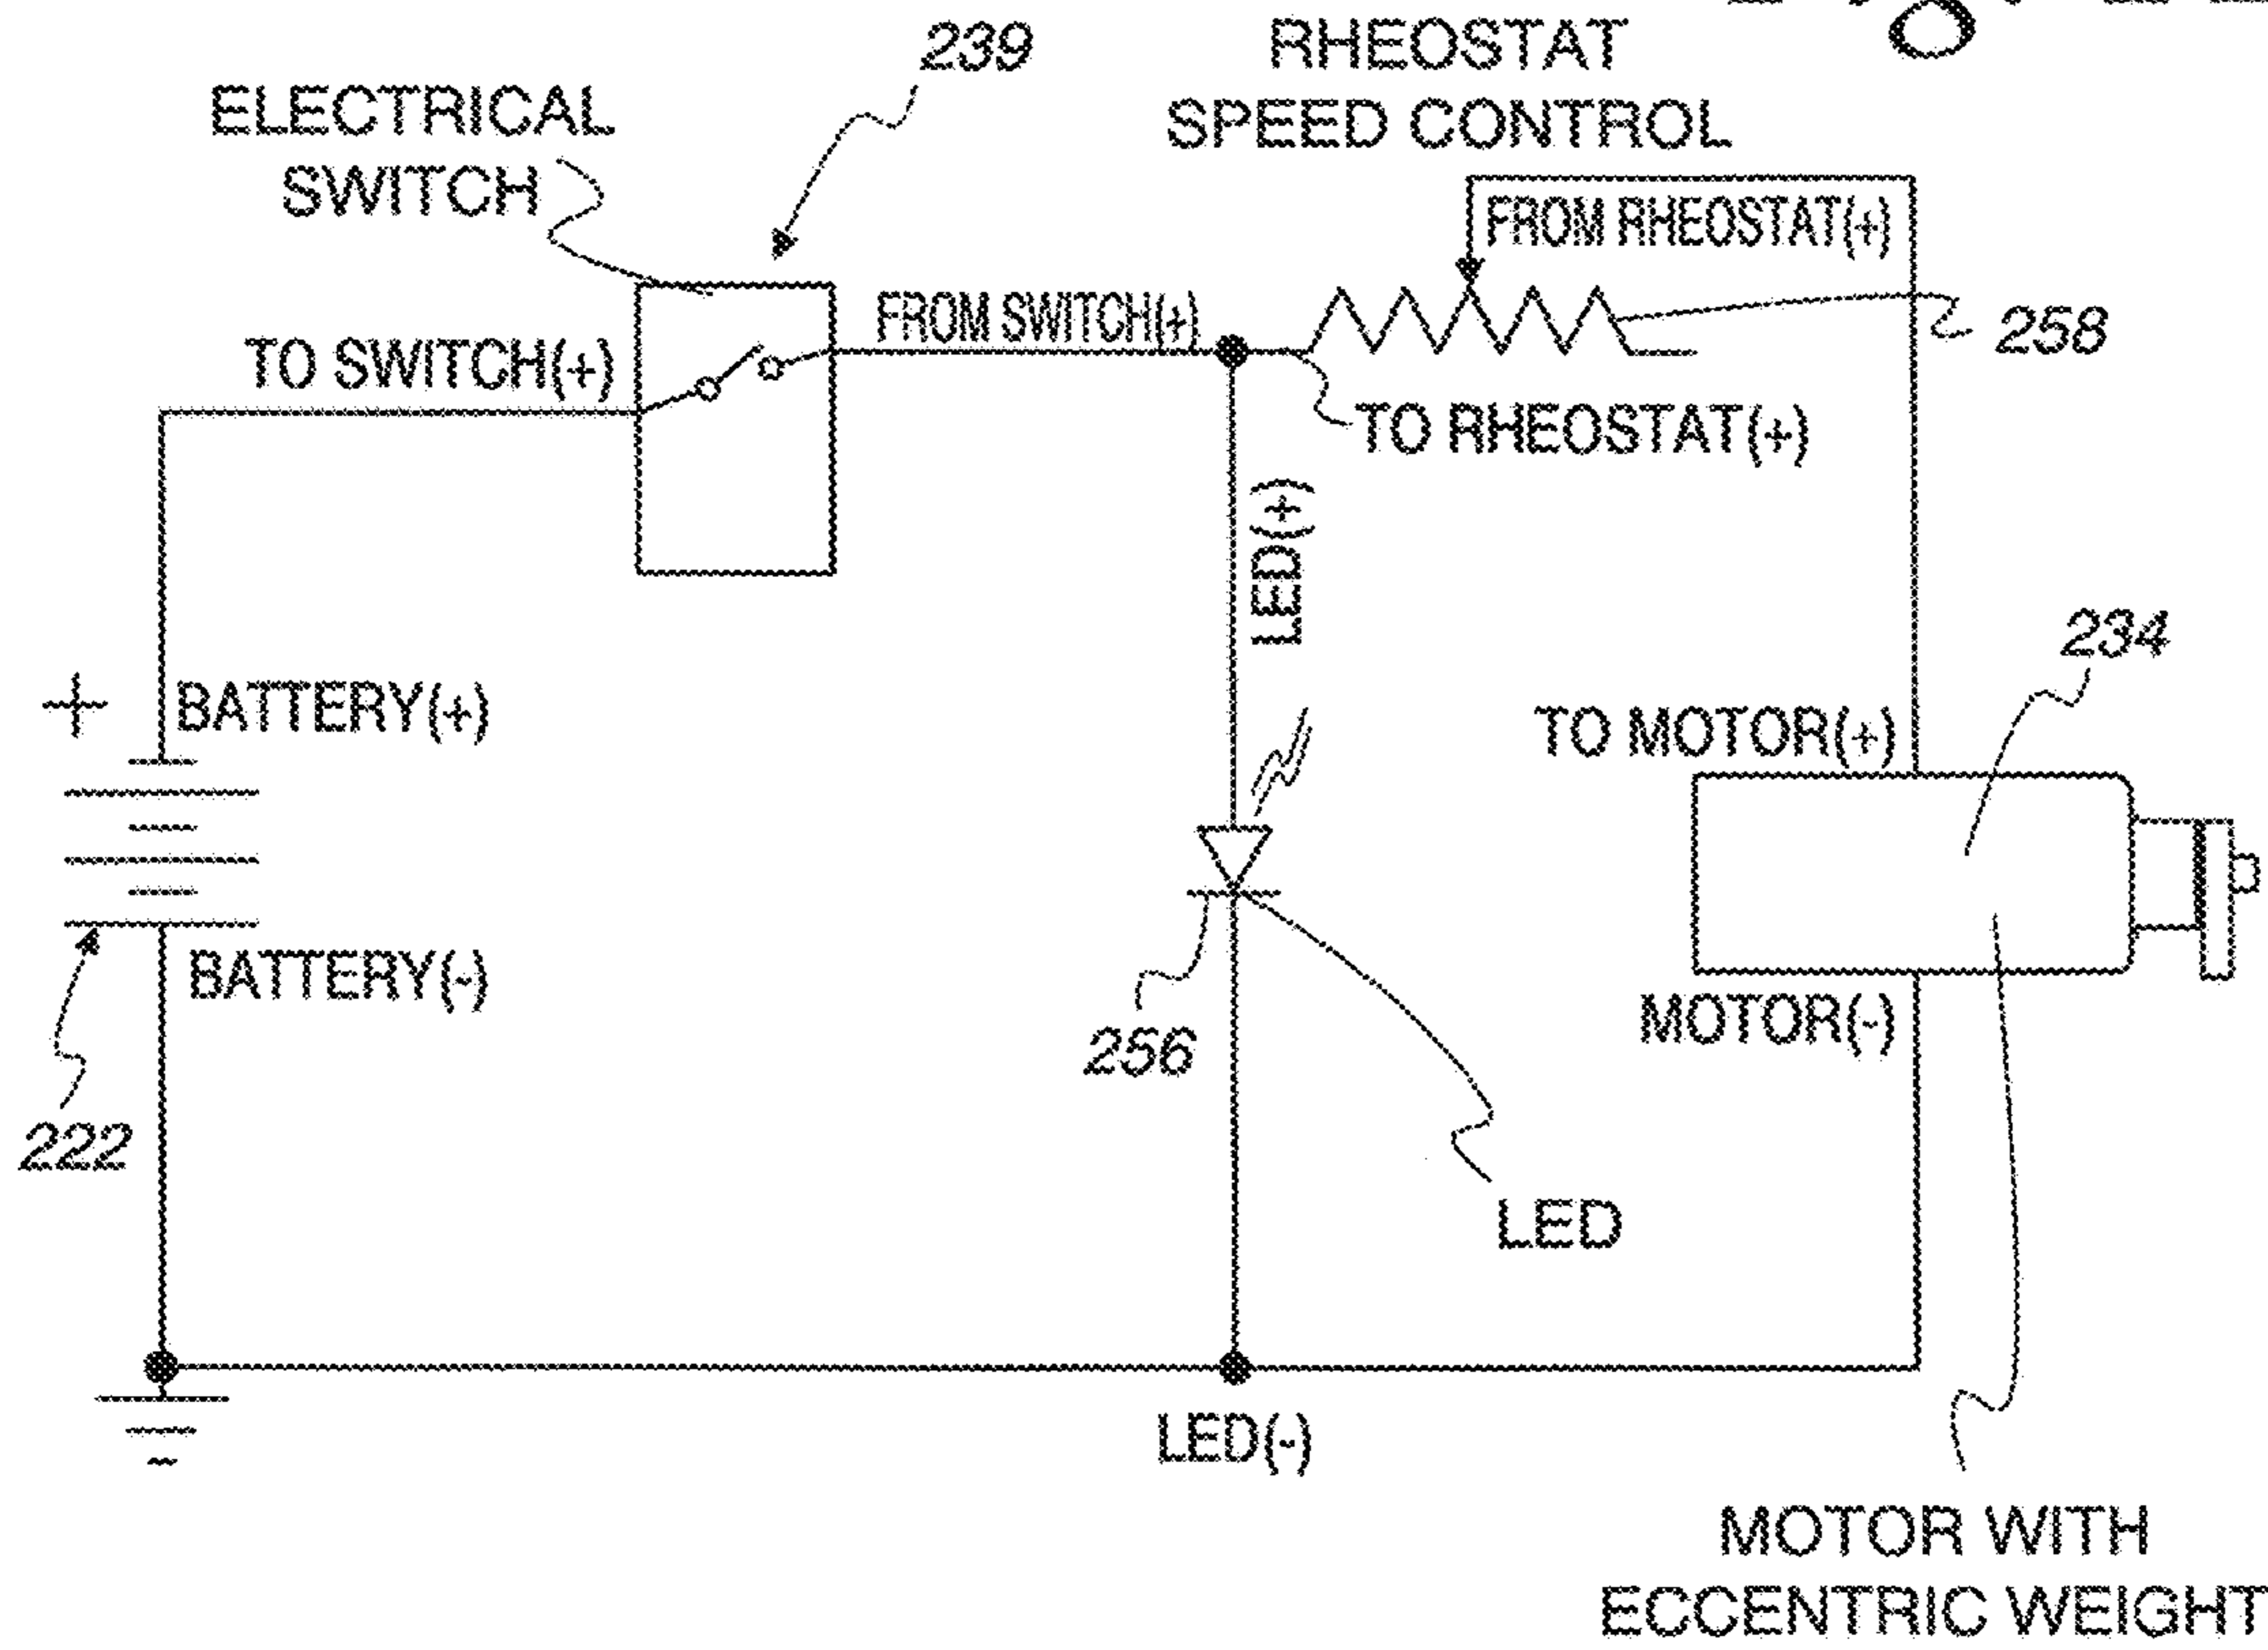 239
RHEOSTAT
SPEED CONTROL
ELECTRICAL
SWITCH
FROM RHEOSTAT(+)
FROM SWITCH(+)
258
TO SWITCH(+)
TO RHEOSTAT(+)
LED(+)
234
+
BATTERY(+)
TO MOTOR(+)
BATTERY(-)
MOTOR(-)
256
222
LED
LED(-)
MOTOR WITH
ECCENTRIC WEIGHT